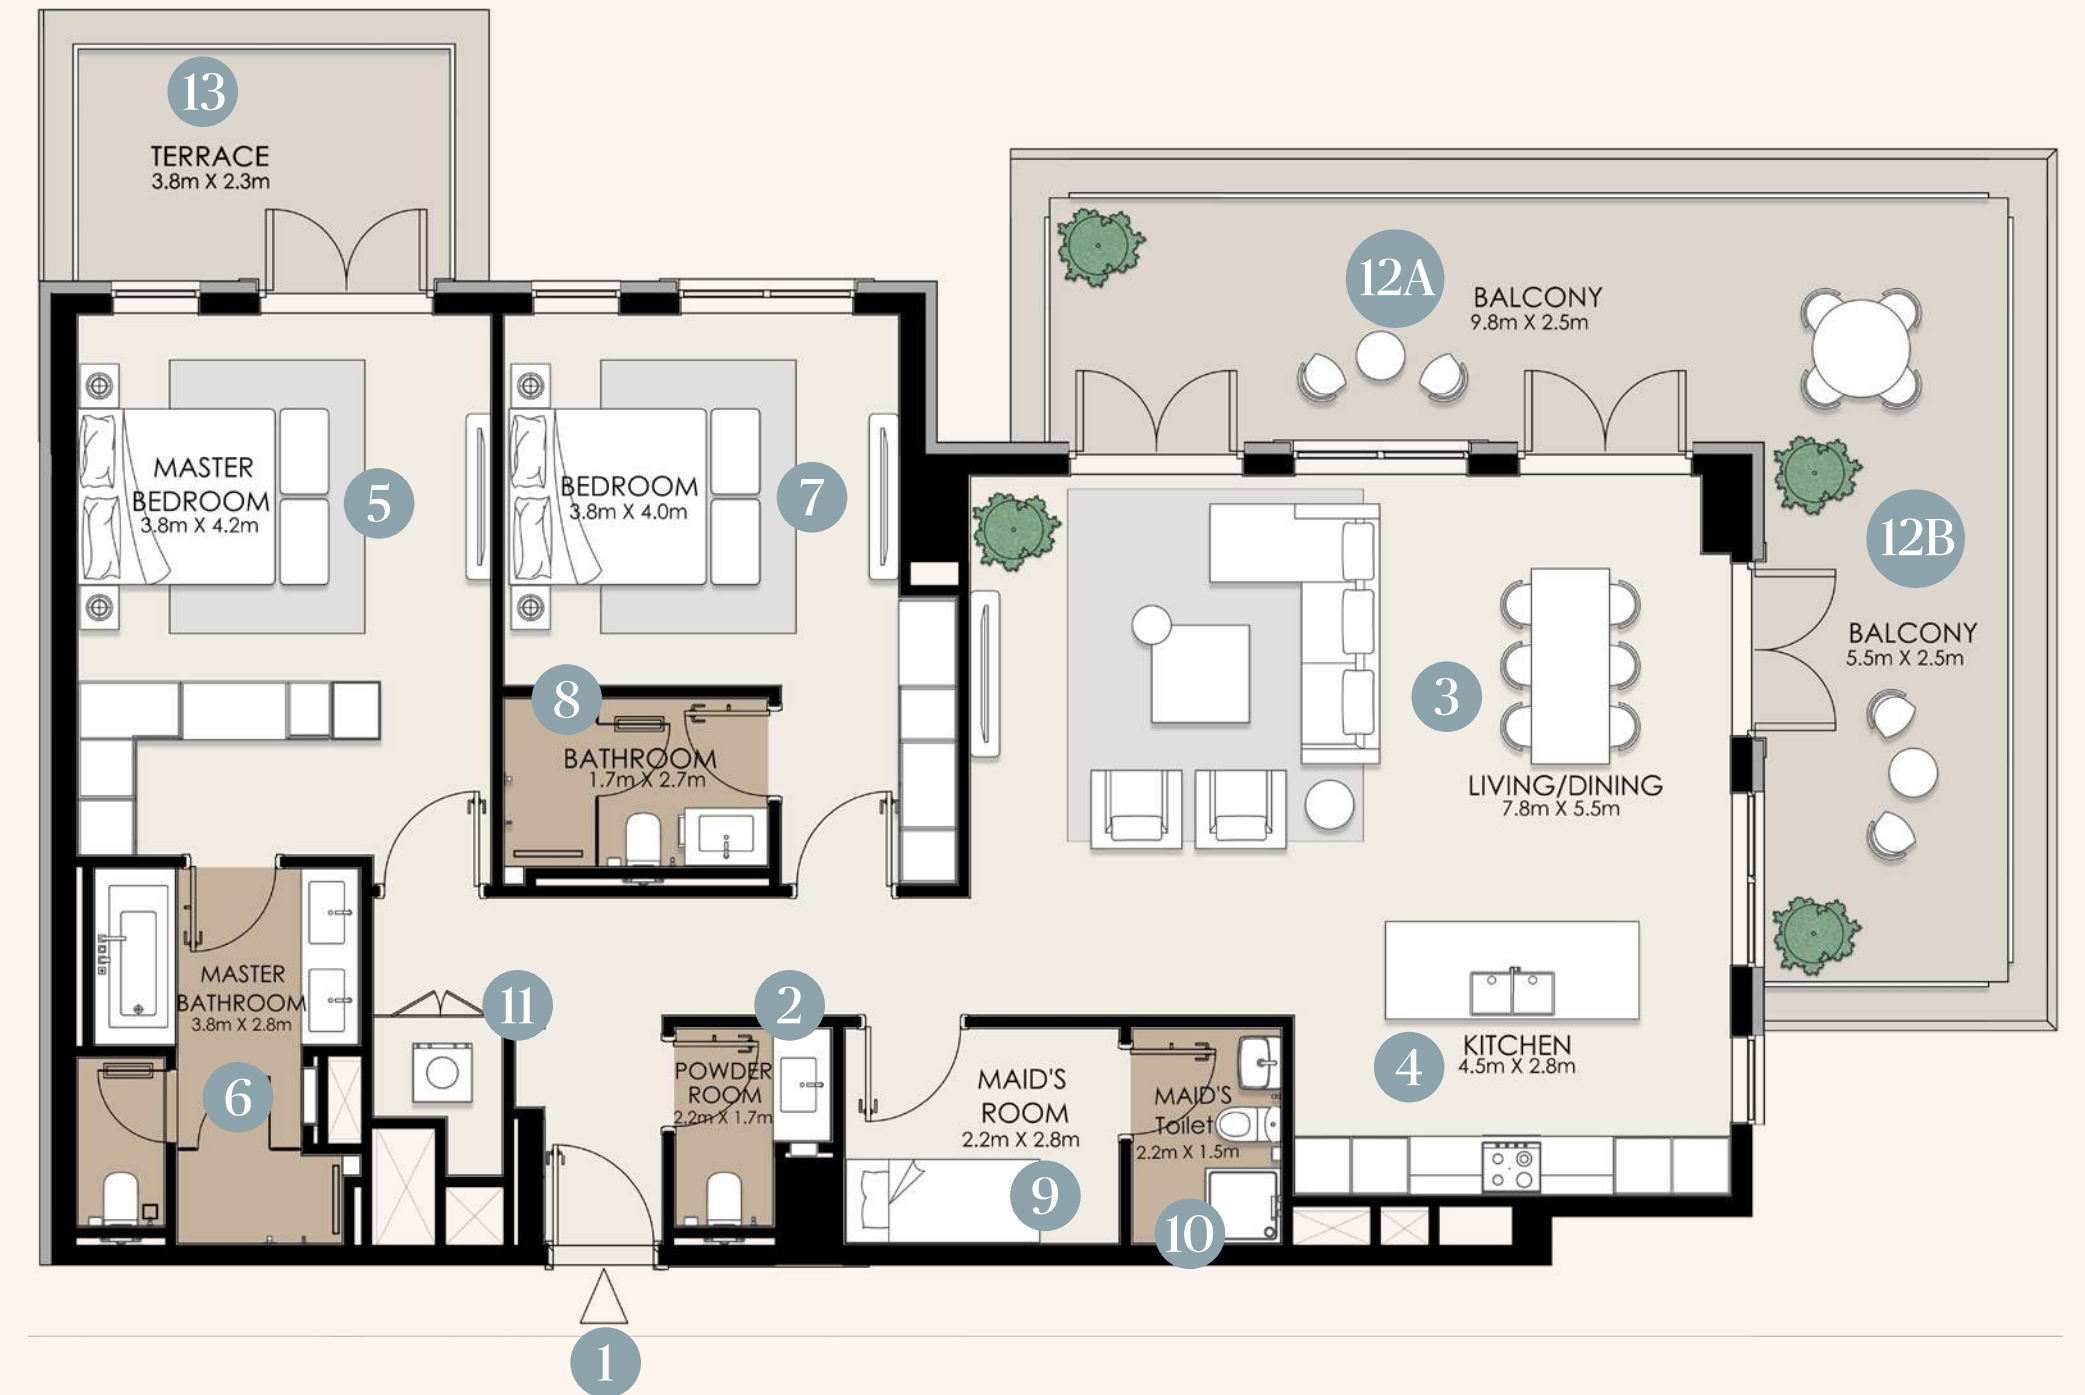 13
TERRACE
3.8m X 2.3m
12A
BALCONY
9.8m X 2.5m
MASTER
BEDROOM
3.8m X 4.2m
5
BEDROOM
3.8m X 4.0m
7
12B
BALCONY
5.5m X 2.5m
8
BATHROOM
1.7m X 2.7m
3
LIVING/DINING
7.8m X 5.5m
MASTER
BATHROOM
3.8m X 2.8m
6
11
2
POWDER
ROOM
2.2m X 1.7m
MAID'S
ROOM
2.2m X 2.8m
9
MAID'S
Toilet
2.2m X 1.5m
10
4
KITCHEN
4.5m X 2.8m
1